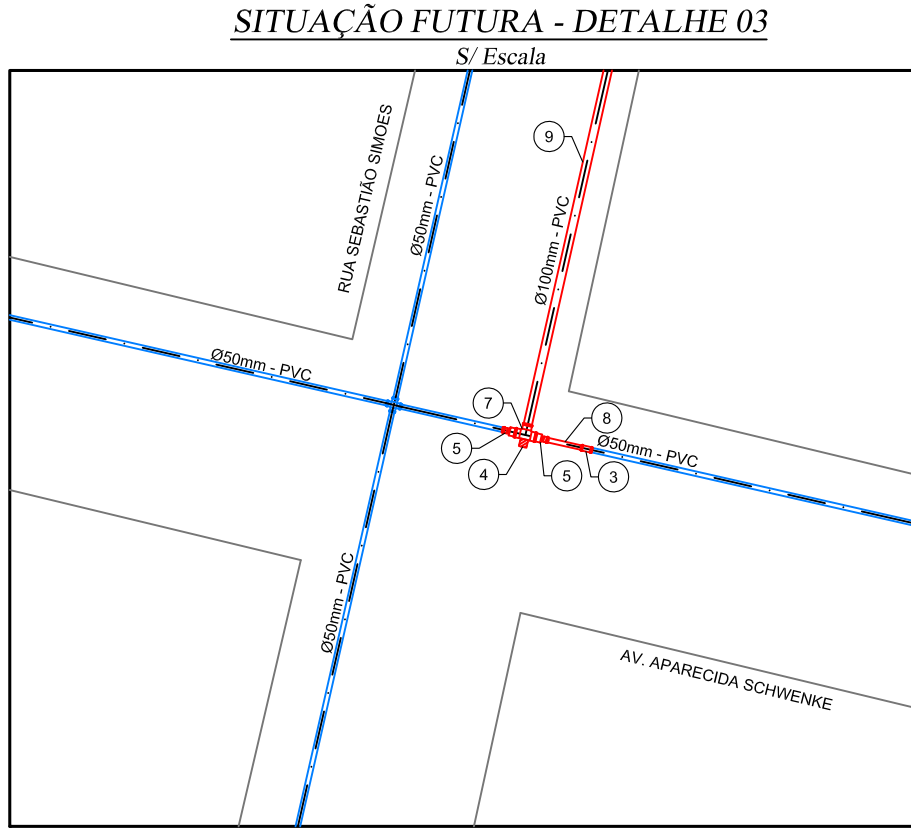 SITUAÇÃO FUTURA - DETALHE 03
S/ Escala
RUA SEBASTIÃO SIMOES
Ø50mm - PVC
9
Ø100mm - PVC
Ø50mm - PVC
7
8
5
4
5
3
Ø50mm - PVC
Ø50mm - PVC
AV. APARECIDA SCHWENKE